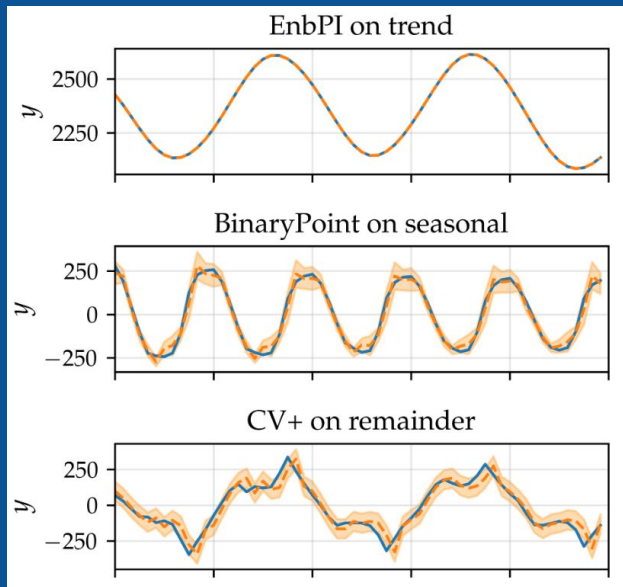 EnbPI on trend
2500
y
2250
BinaryPoint on seasonal
250
y
0
−250
CV+ on remainder
250
y
0
−250